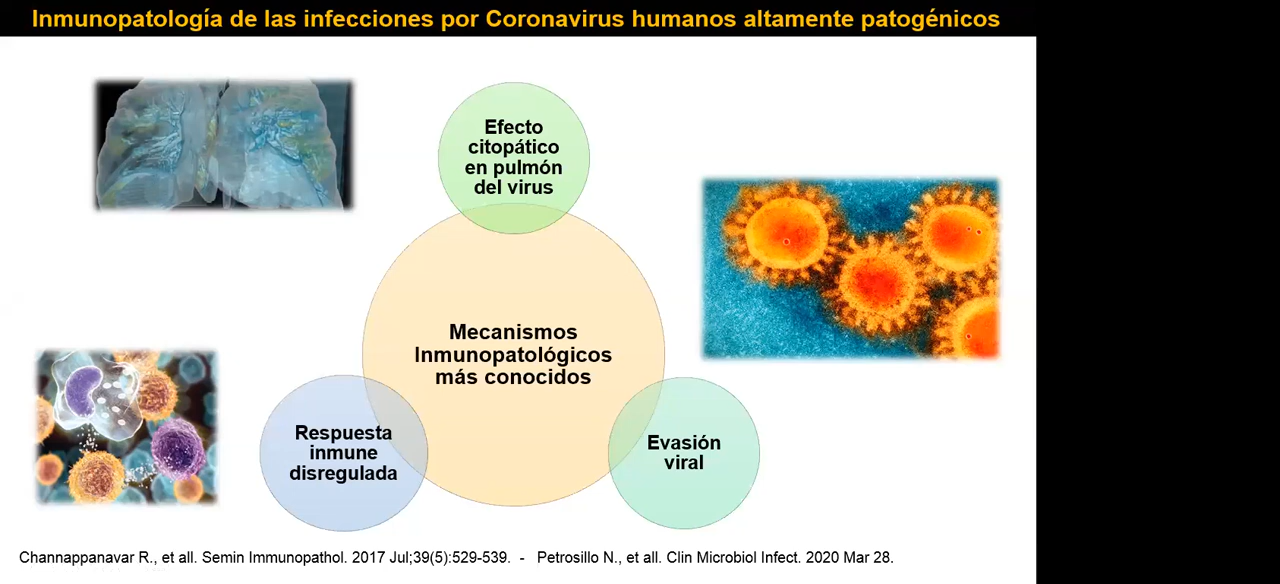 Inmunopatología de las infecciones por Coronavirus humanos altamente patogénicos
Efecto
citopático
en pulmón
del virus
Mecanismos
Inmunopatológicos
más conocidos
Respuesta
inmune
disregulada
Evasión
viral
Channappanavar R., et all. Semin Immunopathol. 2017 Jul;39(5):529-539. - Petrosillo N., et all. Clin Microbiol Infect. 2020 Mar 28.